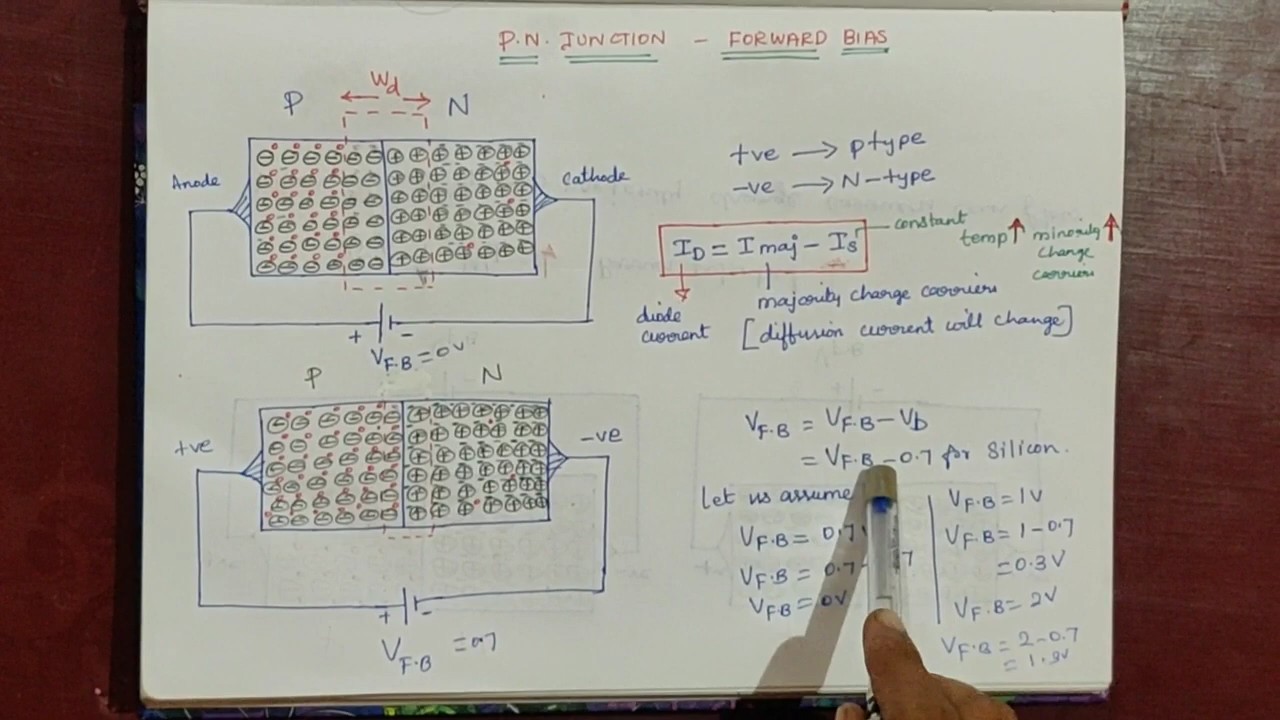 P.N. JUNCTION - FORWARD BIAS
Wd
P N
Anode
Cathode
+ -
VF.B = 0V
+ve → p type
-ve → N-type
ID = Imaj - Is
constant
temp↑ minority↑
charge
carriers
diode
current
majority charge carriers
[diffusion current will change]
P N
+ve
-ve
+ -
VF.B = 0.7
VF.B = VF.B - VD
= VF.B - 0.7 for Silicon.
Let us assume
VF.B = 0.7
VF.B = 0.7 - 7
VF.B = 0V
VF.B = 1V
VF.B = 1-0.7
= 0.3V
VF.B = 2V
VF.B = 2-0.7
= 1.3V